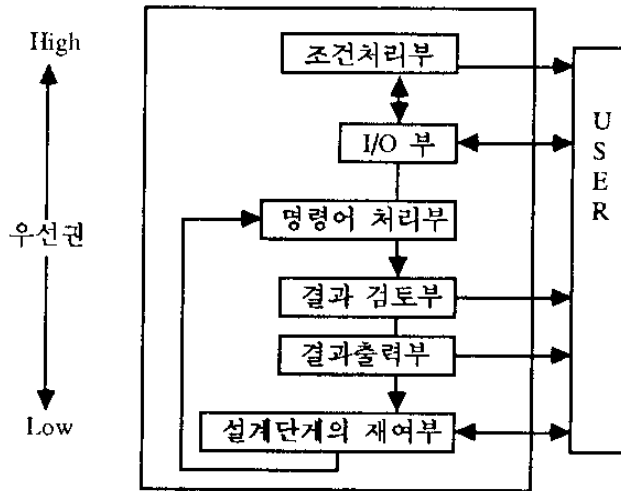 High
우선권
Low
조건처리부
I/O 부
명령어 처리부
결과 검토부
결과출력부
설계단계의 재여부
USER